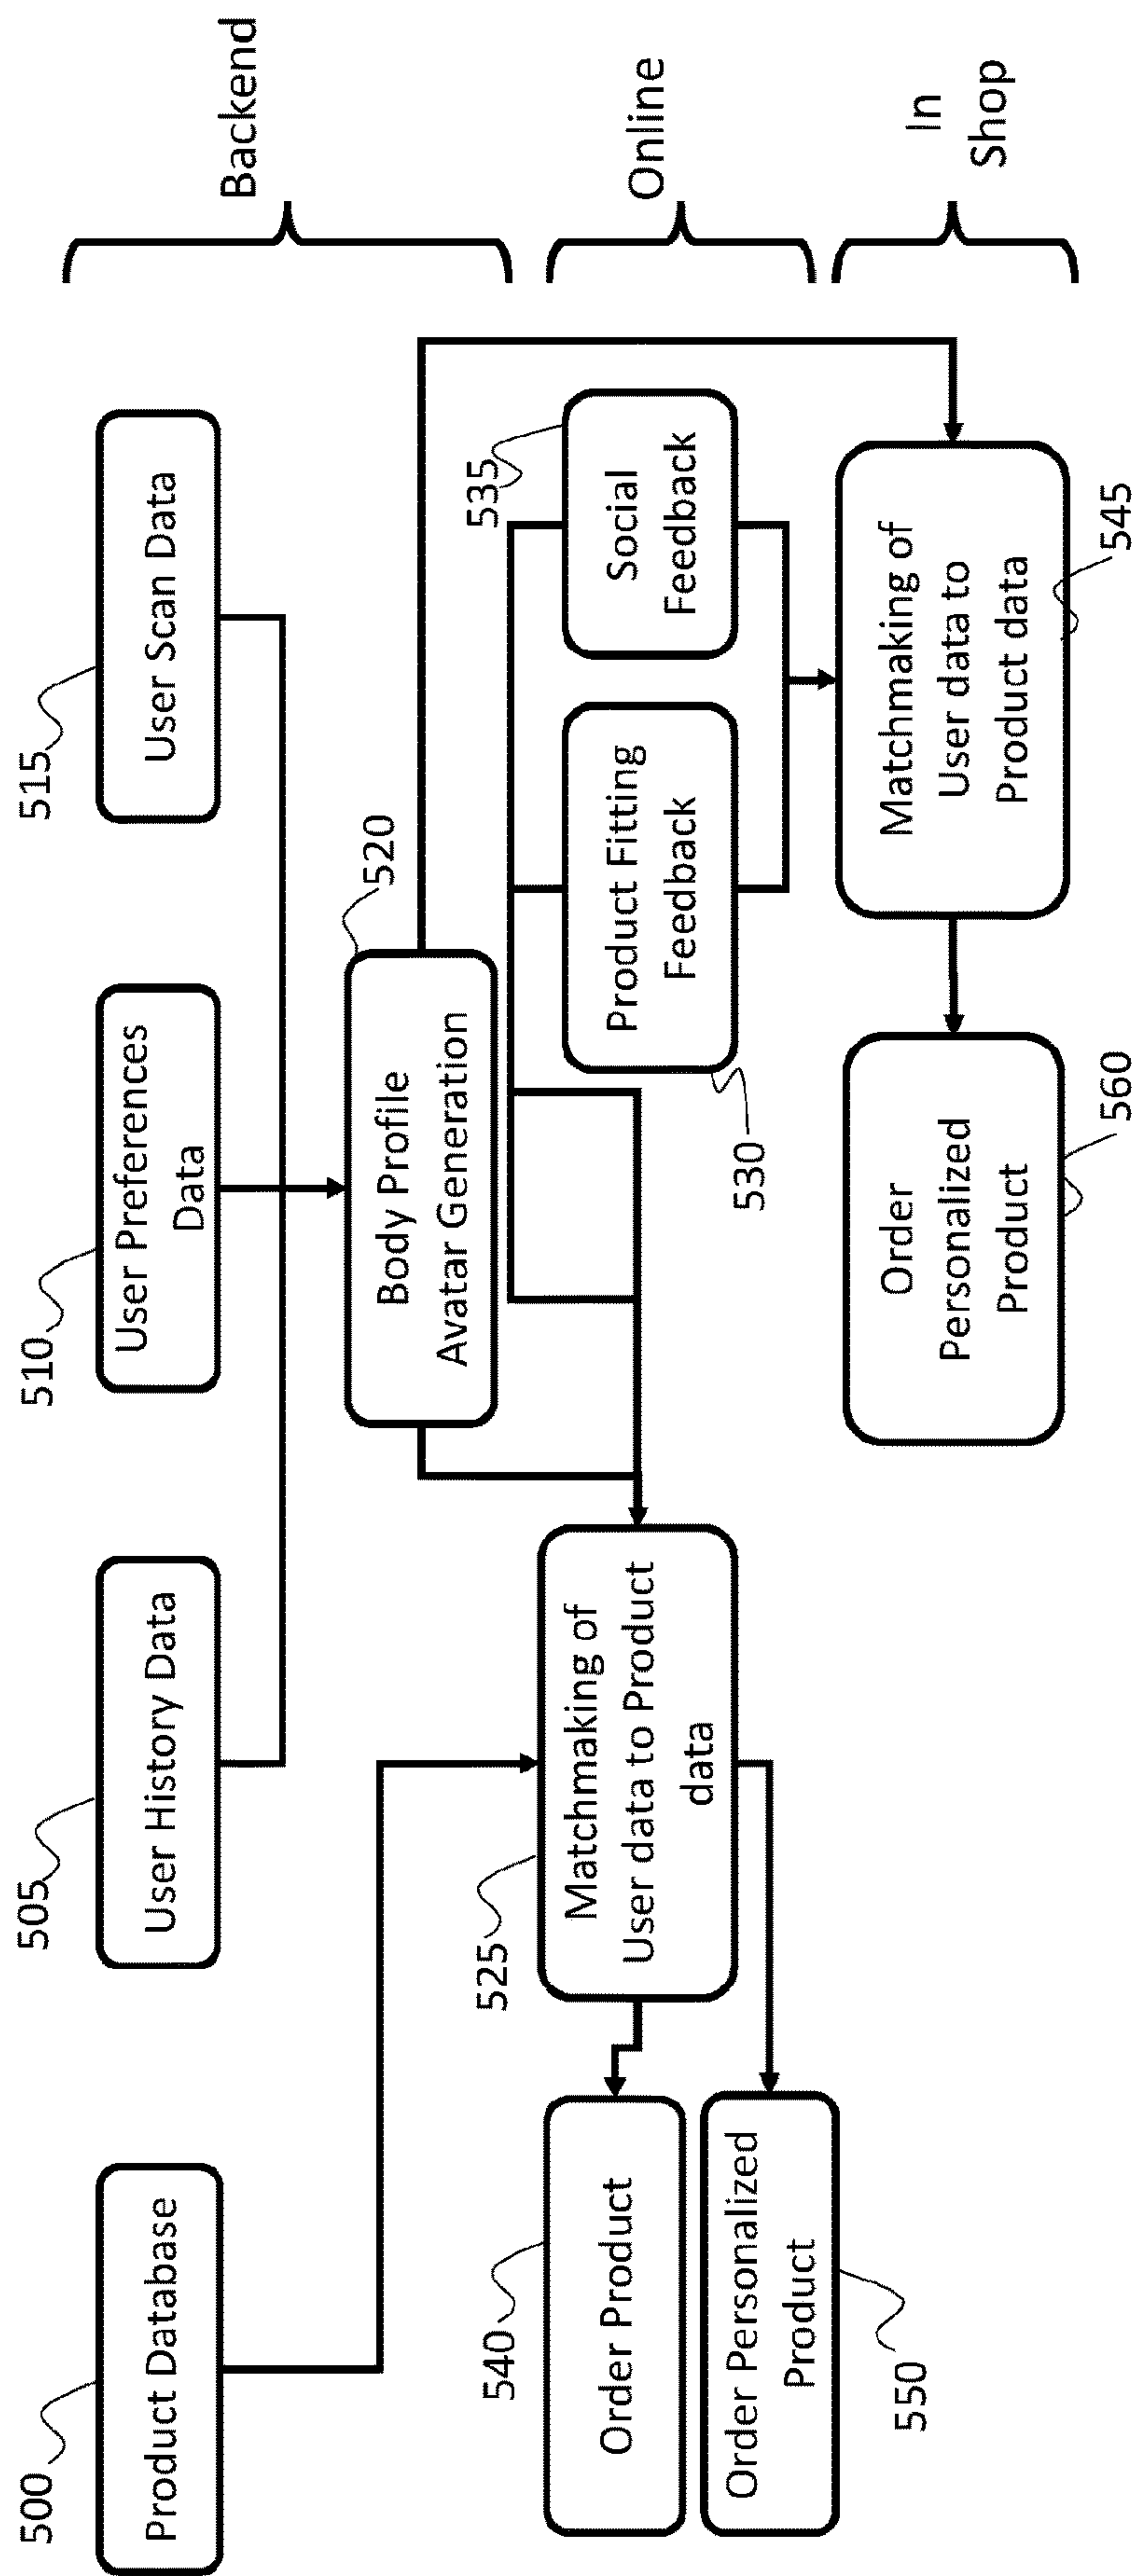 500
Product Database
505
User History Data
510
User Preferences
Data
515
User Scan Data
Backend
520
Body Profile
Avatar Generation
525
Matchmaking of
User data to Product
data
530
Product Fitting
Feedback
535
Social
Feedback
Online
540
Order Product
550
Order Personalized
Product
560
Order
Personalized
Product
545
Matchmaking of
User data to
Product data
In
Shop